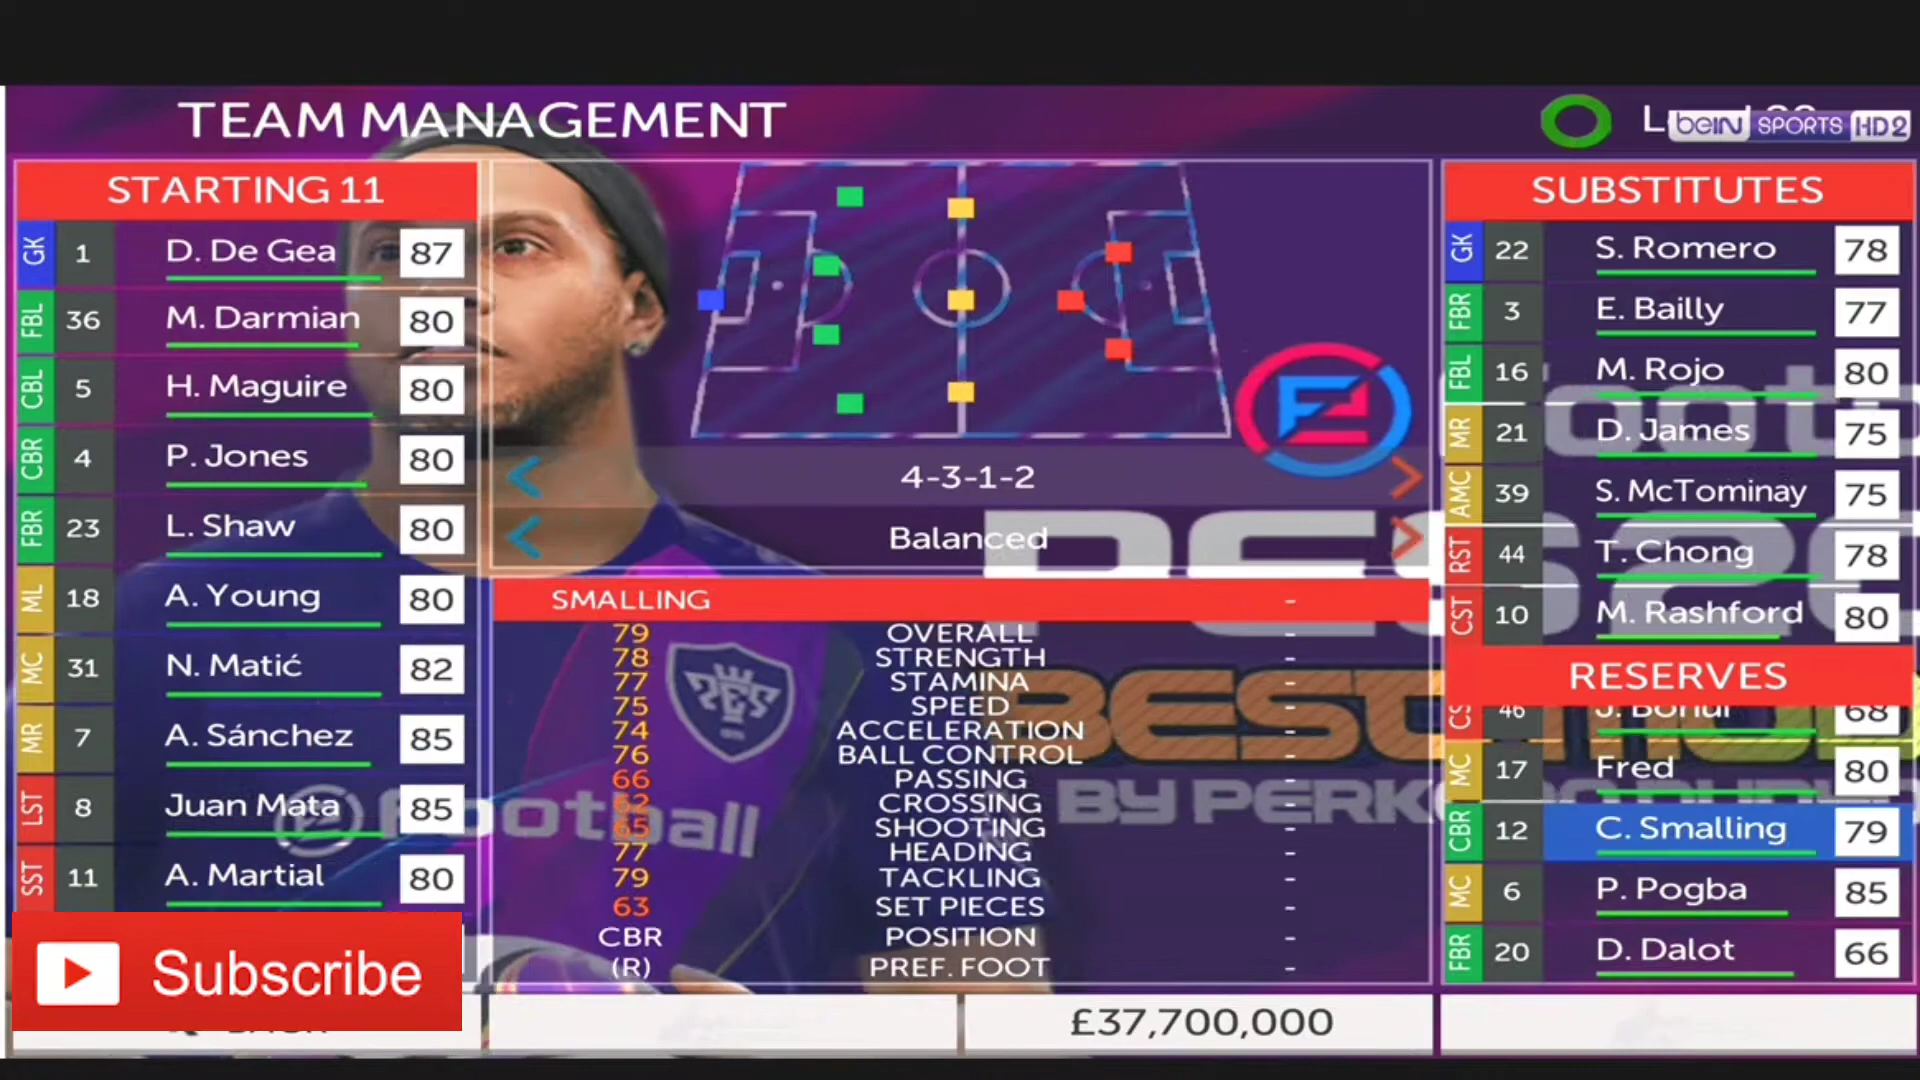 TEAM MANAGEMENT
beIN SPORTS HD2
STARTING 11
GK 1 D. De Gea 87
FBL 36 M. Darmian 80
CBL 5 H. Maguire 80
CBR 4 P. Jones 80
FBR 23 L. Shaw 80
ML 18 A. Young 80
MC 31 N. Matić 82
MR 7 A. Sánchez 85
LST 8 Juan Mata 85
SST 11 A. Martial 80
Subscribe
4-3-1-2
Balanced
SMALLING -
79 OVERALL -
78 STRENGTH -
77 STAMINA -
75 SPEED -
74 ACCELERATION -
76 BALL CONTROL -
66 PASSING -
62 CROSSING -
65 SHOOTING -
77 HEADING -
79 TACKLING -
63 SET PIECES -
CBR POSITION -
(R) PREF. FOOT -
£37,700,000
PES
football
BY
SUBSTITUTES
GK 22 S. Romero 78
FBR 3 E. Bailly 77
FBL 16 M. Rojo 80
MR 21 D. James 75
AMC 39 S. McTominay 75
RST 44 T. Chong 78
CST 10 M. Rashford 80
RESERVES
46 68
MC 17 Fred 80
CBR 12 C. Smalling 79
MC 6 P. Pogba 85
FBR 20 D. Dalot 66